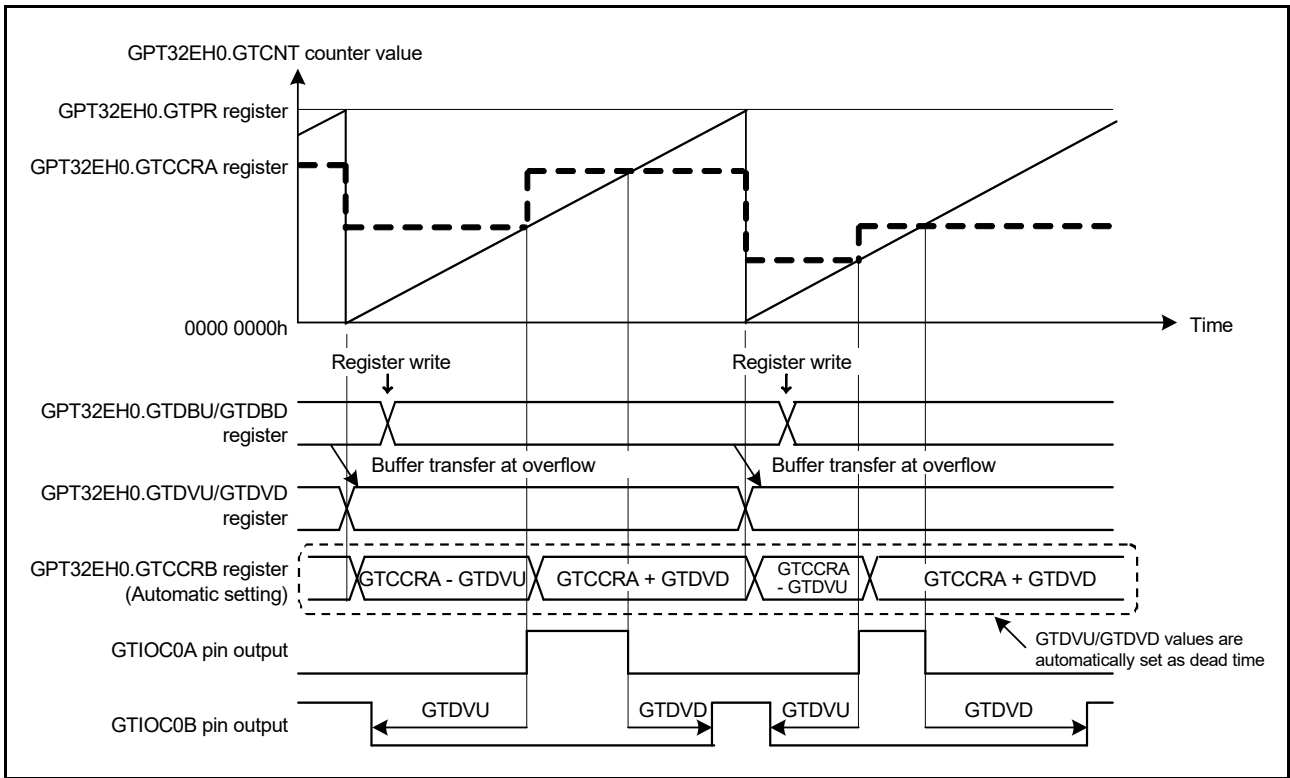 GPT32EH0.GTCNT counter value
GPT32EH0.GTPR register
GPT32EH0.GTCCRA register
0000 0000h
Time
Register write
Register write
GPT32EH0.GTDBU/GTDBD
register
Buffer transfer at overflow
Buffer transfer at overflow
GPT32EH0.GTDVU/GTDVD
register
GPT32EH0.GTCCRB register
(Automatic setting)
GTCCRA - GTDVU
GTCCRA + GTDVD
GTCCRA
- GTDVU
GTCCRA + GTDVD
GTDVU/GTDVD values are
automatically set as dead time
GTIOC0A pin output
GTIOC0B pin output
GTDVU
GTDVD
GTDVU
GTDVD